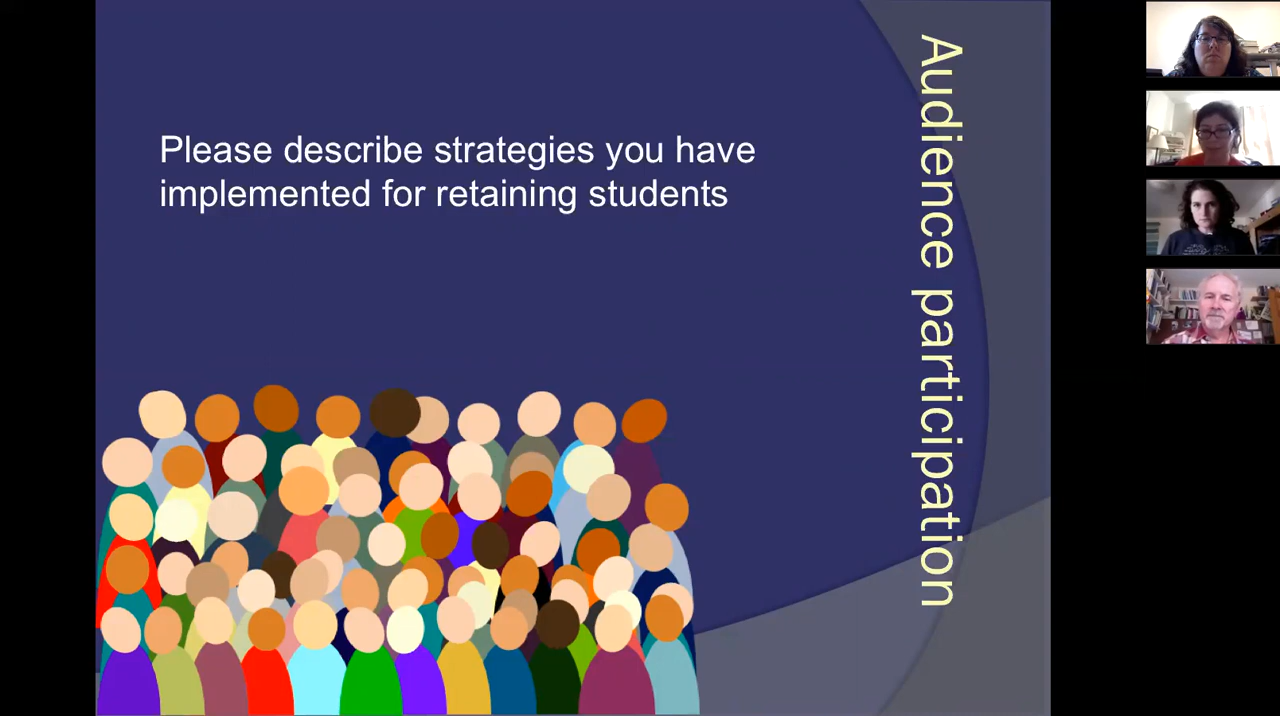 Please describe strategies you have
implemented for retaining students
Audience participation